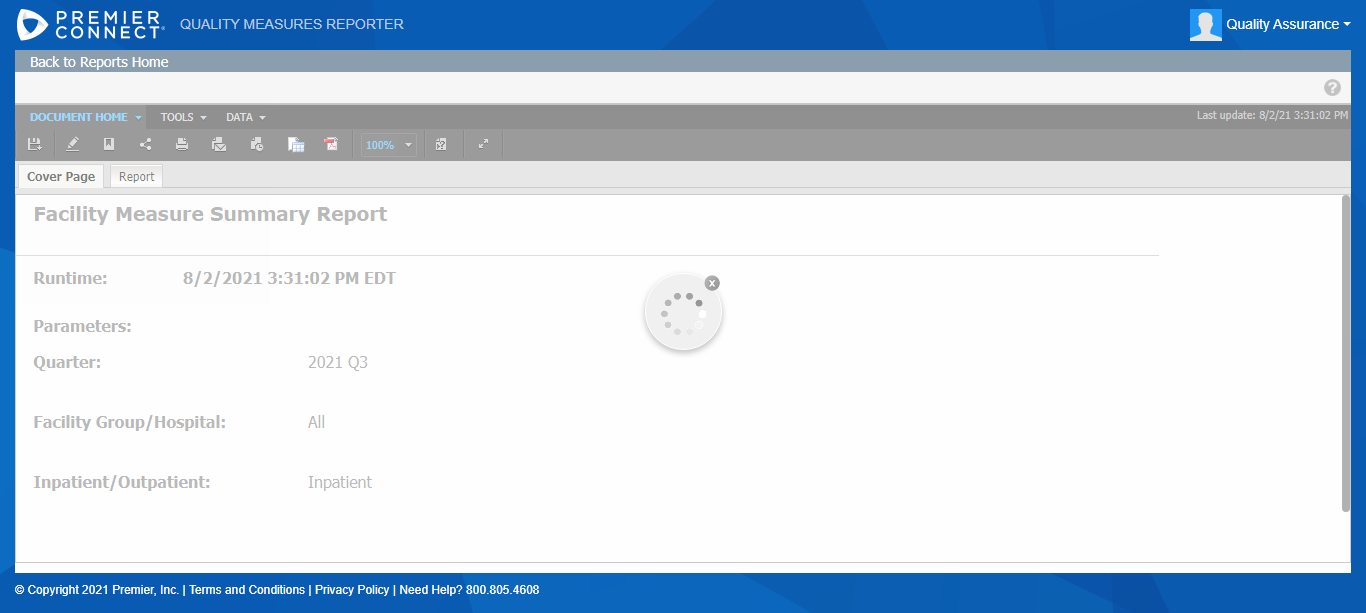 PREMIER
CONNECT
QUALITY MEASURES REPORTER
Quality Assurance
Back to Reports Home
?
DOCUMENT HOME TOOLS DATA
Last update: 8/2/21 3:31:02 PM
100%
Cover Page Report
Facility Measure Summary Report
Runtime: 8/2/2021 3:31:02 PM EDT
x
Parameters:
Quarter: 2021 Q3
Facility Group/Hospital: All
Inpatient/Outpatient: Inpatient
© Copyright 2021 Premier, Inc. | Terms and Conditions | Privacy Policy | Need Help? 800.805.4608